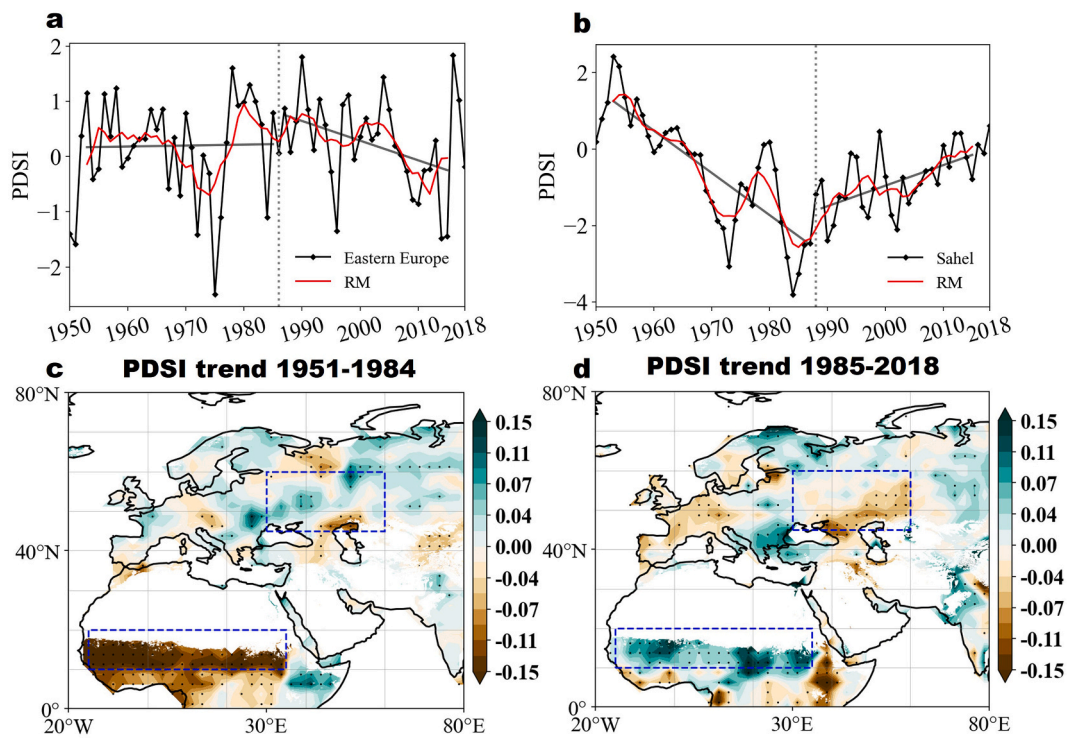 a
PDSI
2
1
0
−1
−2
Eastern Europe
RM
1950 1960 1970 1980 1990 2000 2010 2018
b
PDSI
2
0
−2
−4
Sahel
RM
1950 1960 1970 1980 1990 2000 2010 2018
c PDSI trend 1951-1984
80°N
40°N
0°
20°W 30°E 80°E
0.15
0.11
0.07
0.04
0.00
-0.04
-0.07
-0.11
-0.15
d PDSI trend 1985-2018
80°N
40°N
0°
20°W 30°E 80°E
0.15
0.11
0.07
0.04
0.00
-0.04
-0.07
-0.11
-0.15